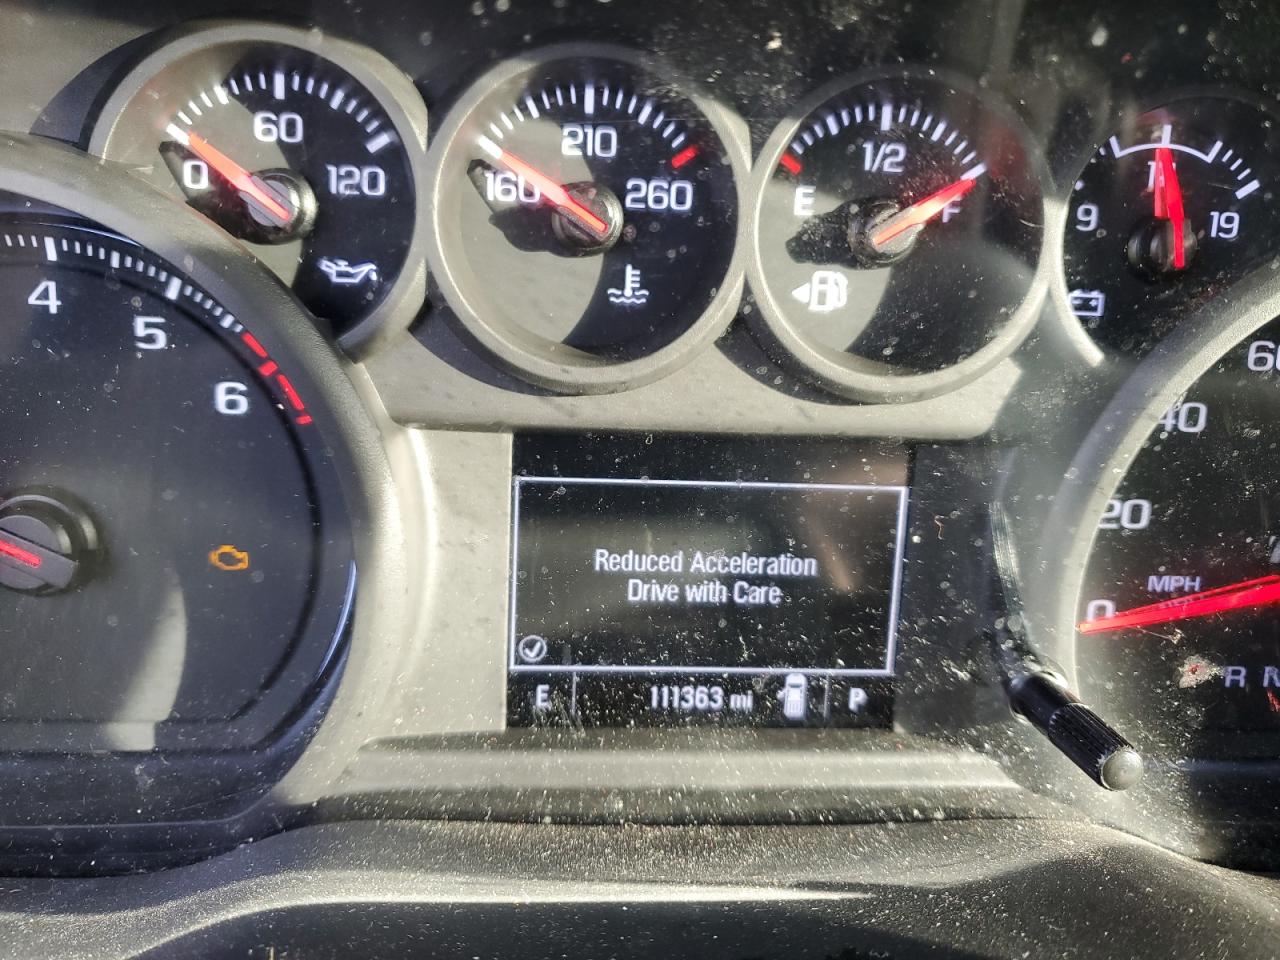 0 60 120
160 210 260
E 1/2 F
9 19
4
5
6
60
40
20
0
MPH
Reduced Acceleration
Drive with Care
E 111363 mi P
R N